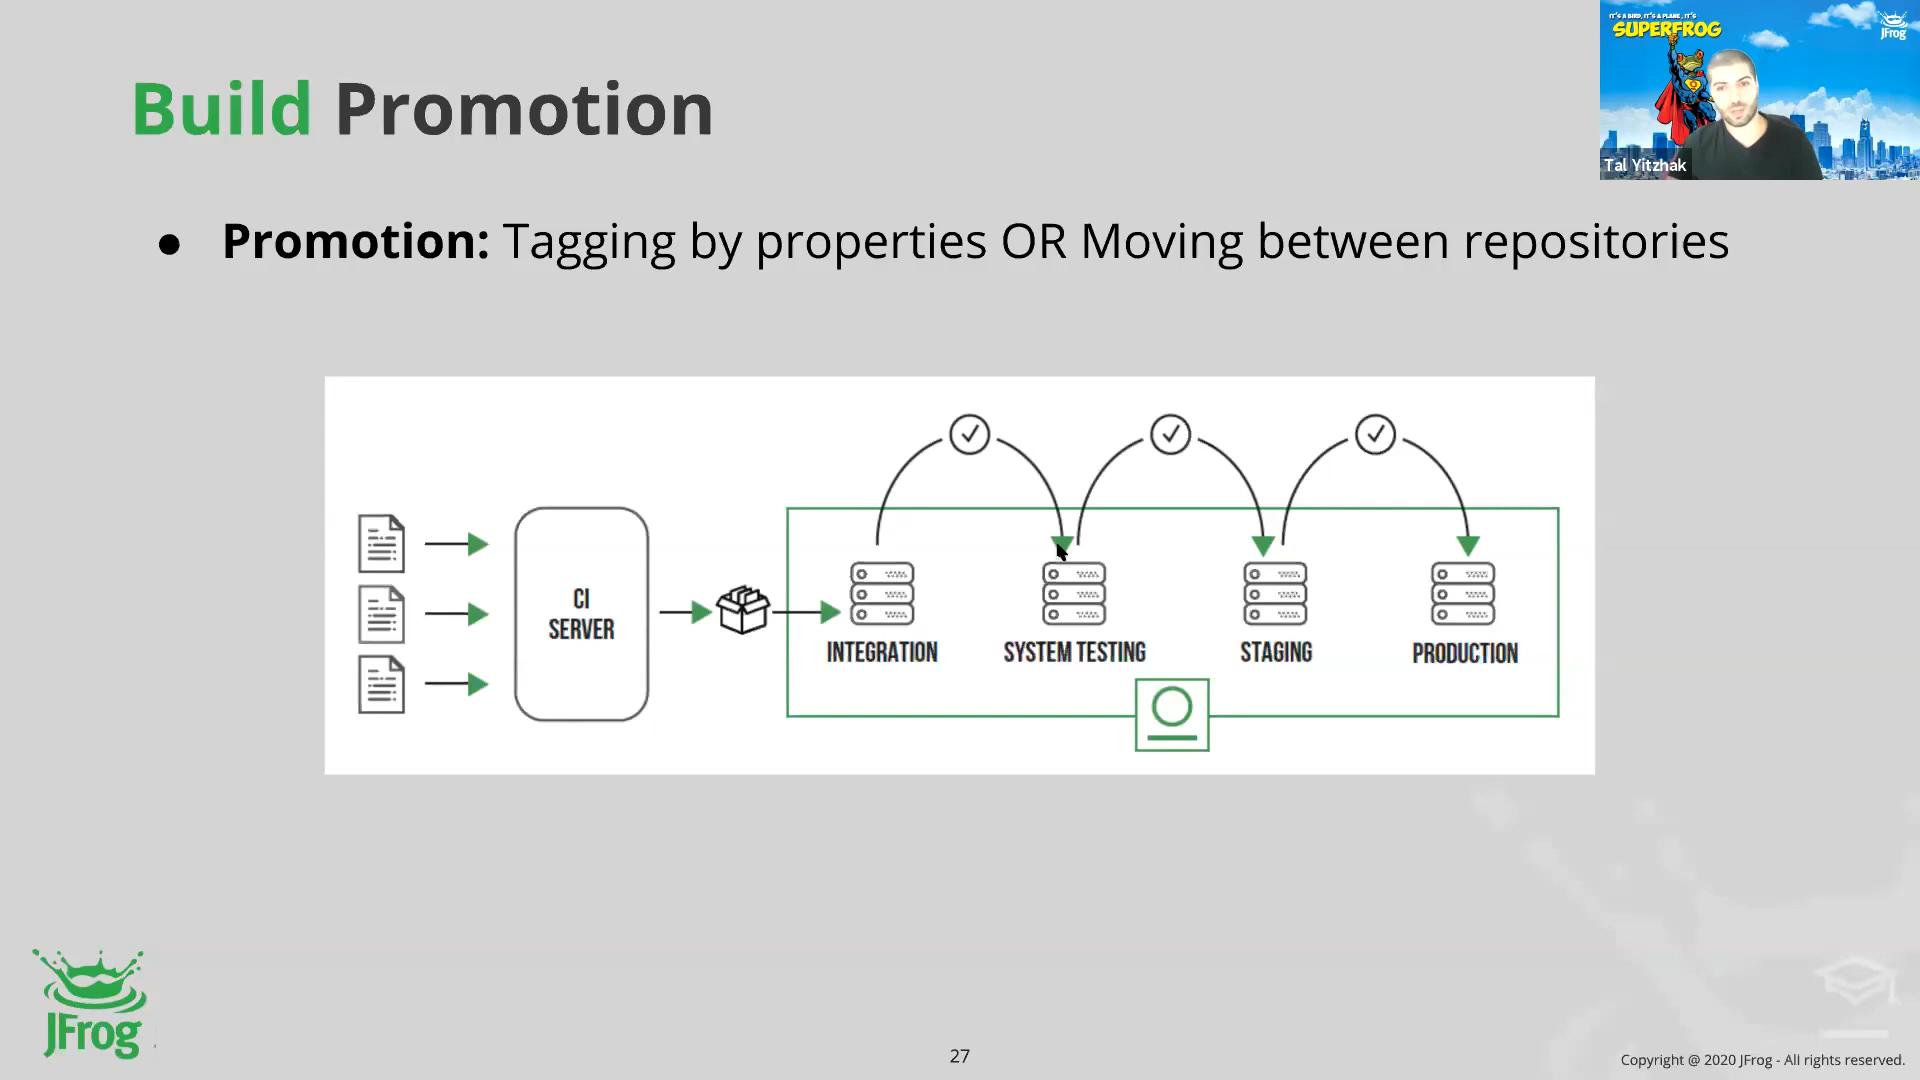 IT'S A BIRD, IT'S A PLANE, IT'S
SUPERFROG
JFrog
Tal Yitzhak
Build Promotion
● Promotion: Tagging by properties OR Moving between repositories
CI
SERVER
INTEGRATION
SYSTEM TESTING
STAGING
PRODUCTION
JFrog
27
Copyright @ 2020 JFrog - All rights reserved.